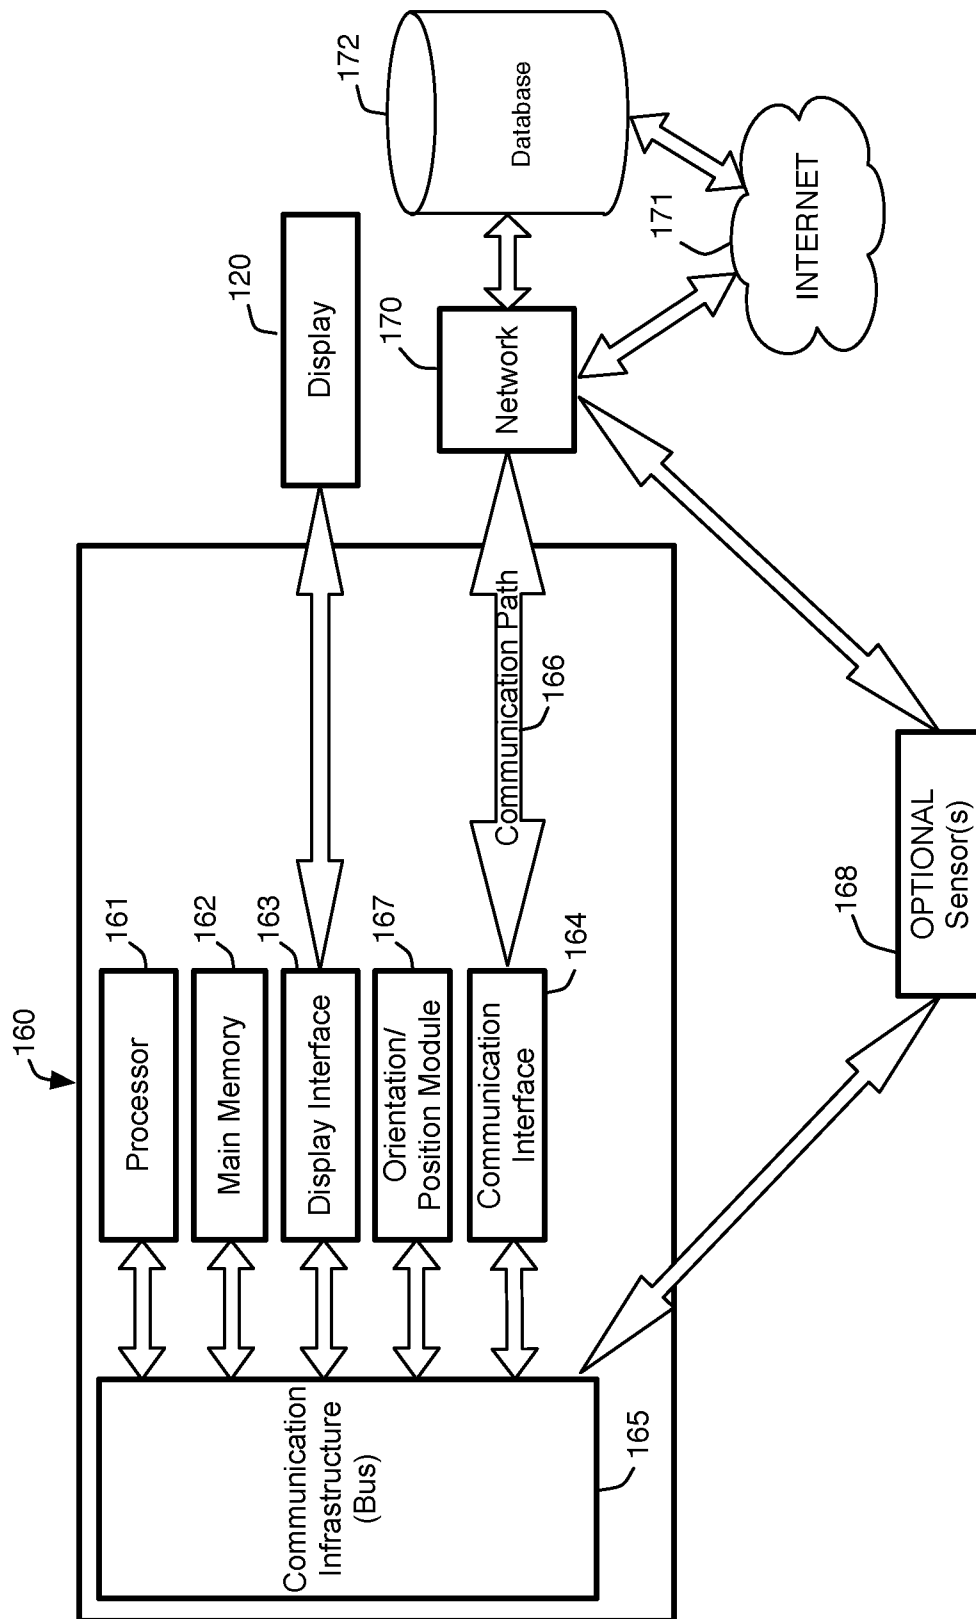 160
Communication
Infrastructure
(Bus)
165
Processor
161
Main Memory
162
Display Interface
163
Orientation/
Position Module
167
Communication
Interface
164
Communication Path
166
Display
120
Network
170
Database
172
INTERNET
171
OPTIONAL
Sensor(s)
168